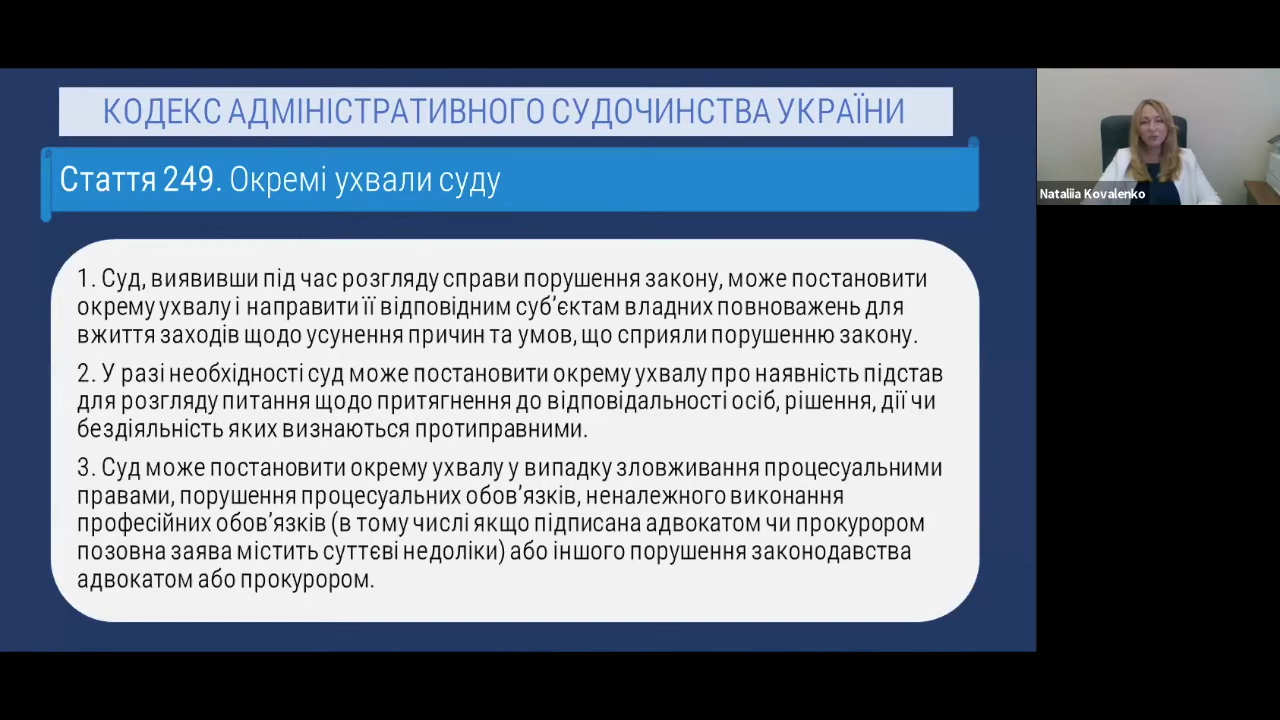 КОДЕКС АДМІНІСТРАТИВНОГО СУДОЧИНСТВА УКРАЇНИ
Стаття 249. Окремі ухвали суду
Nataliia Kovalenko
1. Суд, виявивши під час розгляду справи порушення закону, може постановити
окрему ухвалу і направити її відповідним суб’єктам владних повноважень для
вжиття заходів щодо усунення причин та умов, що сприяли порушенню закону.
2. У разі необхідності суд може постановити окрему ухвалу про наявність підстав
для розгляду питання щодо притягнення до відповідальності осіб, рішення, дії чи
бездіяльність яких визнаються протиправними.
3. Суд може постановити окрему ухвалу у випадку зловживання процесуальними
правами, порушення процесуальних обов’язків, неналежного виконання
професійних обов’язків (в тому числі якщо підписана адвокатом чи прокурором
позовна заява містить суттєві недоліки) або іншого порушення законодавства
адвокатом або прокурором.